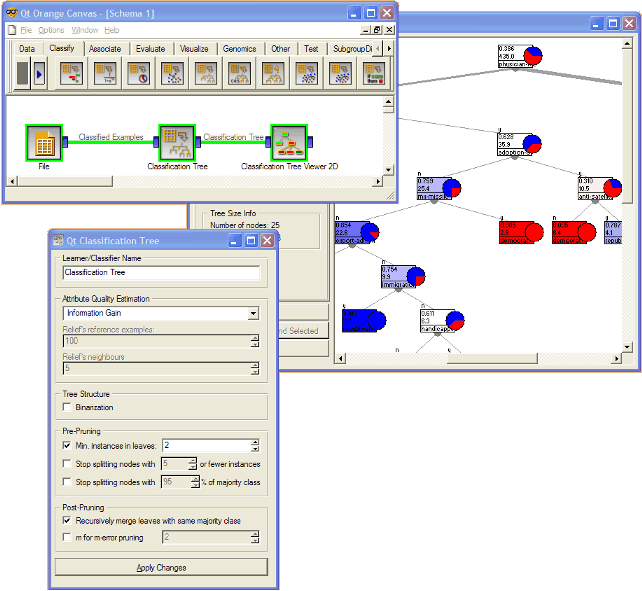 Qt Orange Canvas - [Schema 1]
File Options Window Help
Data Classify Associate Evaluate Visualize Genomics Other Test
Classified Examples Classification Tree
File Classification Tree Classification Tree Viewer 2D
Tree Size Info
Number of nodes: 25
Selected
0.386
435.0
y
0.628
35.9
n
0.759
25.4
y
0.310
10.5
n
22.8
y
n
y
n
0.754
9.9
y
n
0.611
8.3
n
y
Qt Classification Tree
Learner/Classifier Name
Classification Tree
Attribute Quality Estimation
Information Gain
Relief's reference examples:
100
Relief's neighbours
5
Tree Structure
Binarization
Pre-Pruning
Min. instances in leaves: 2
Stop splitting nodes with 5 or fewer instances
Stop splitting nodes with 95 % of majority class
Post-Pruning
Recursively merge leaves with same majority class
m for m-error pruning 2
Apply Changes